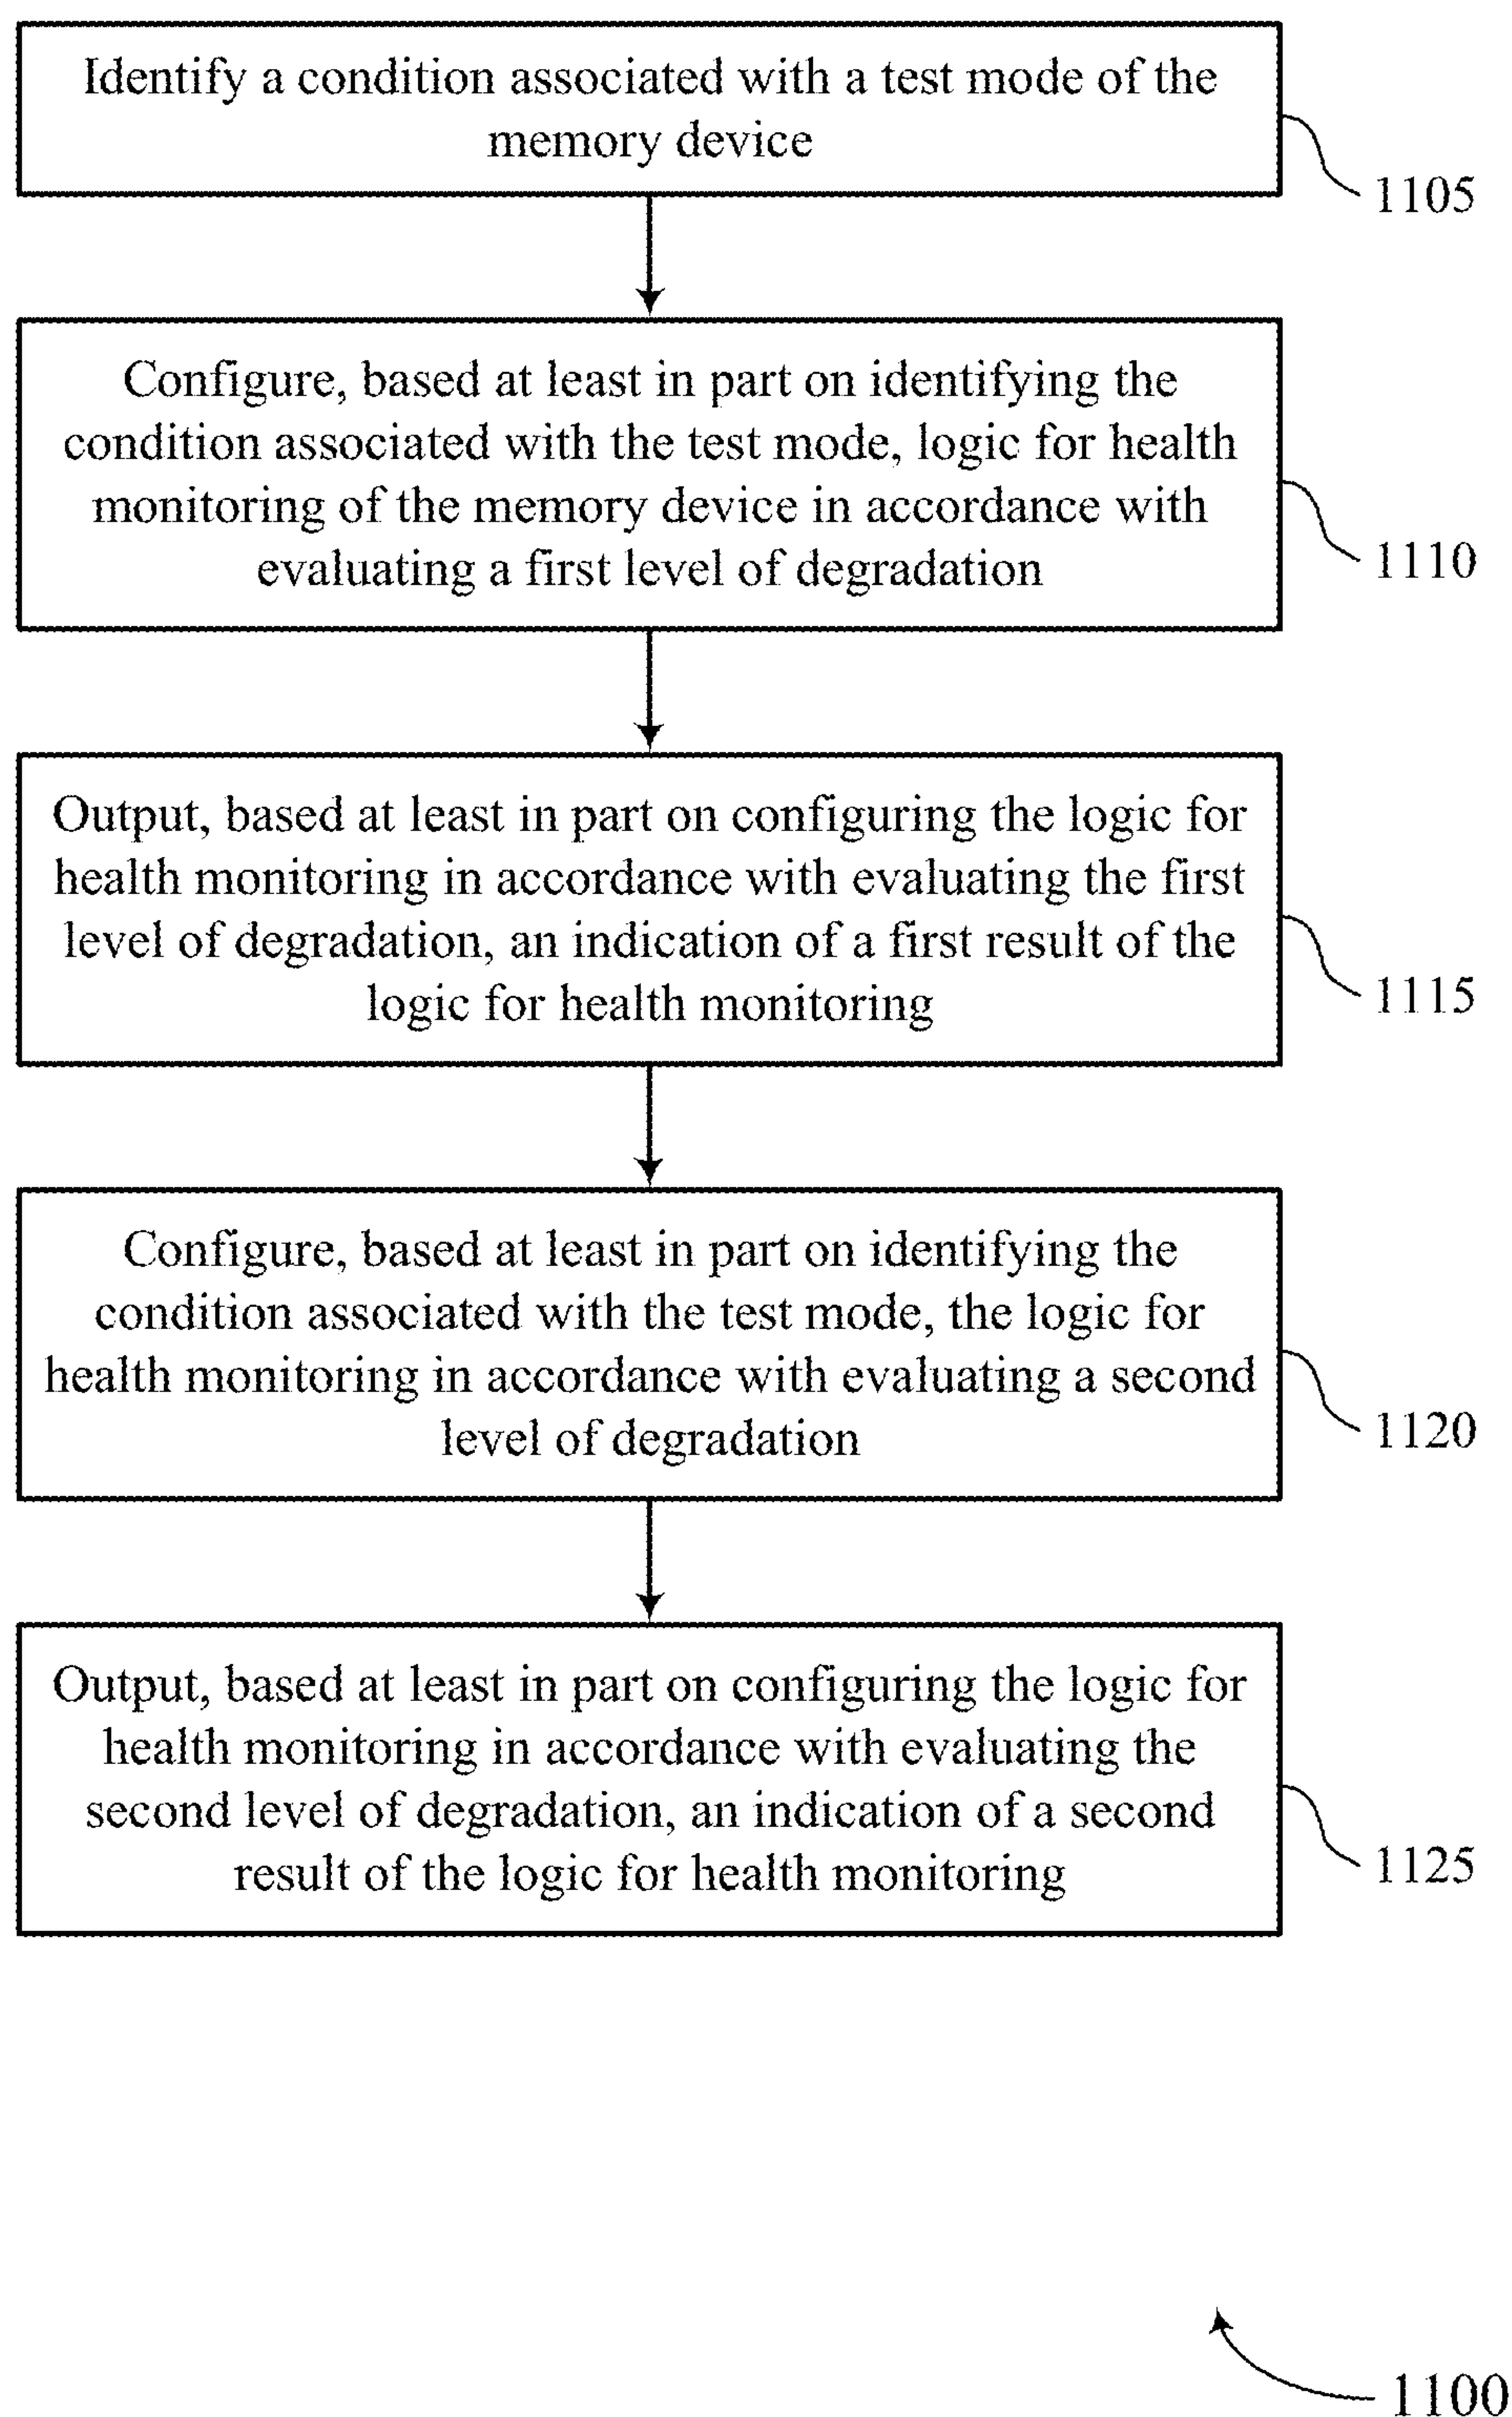 Identify a condition associated with a test mode of the
memory device
1105
Configure, based at least in part on identifying the
condition associated with the test mode, logic for health
monitoring of the memory device in accordance with
evaluating a first level of degradation
1110
Output, based at least in part on configuring the logic for
health monitoring in accordance with evaluating the first
level of degradation, an indication of a first result of the
logic for health monitoring
1115
Configure, based at least in part on identifying the
condition associated with the test mode, the logic for
health monitoring in accordance with evaluating a second
level of degradation
1120
Output, based at least in part on configuring the logic for
health monitoring in accordance with evaluating the
second level of degradation, an indication of a second
result of the logic for health monitoring
1125
1100